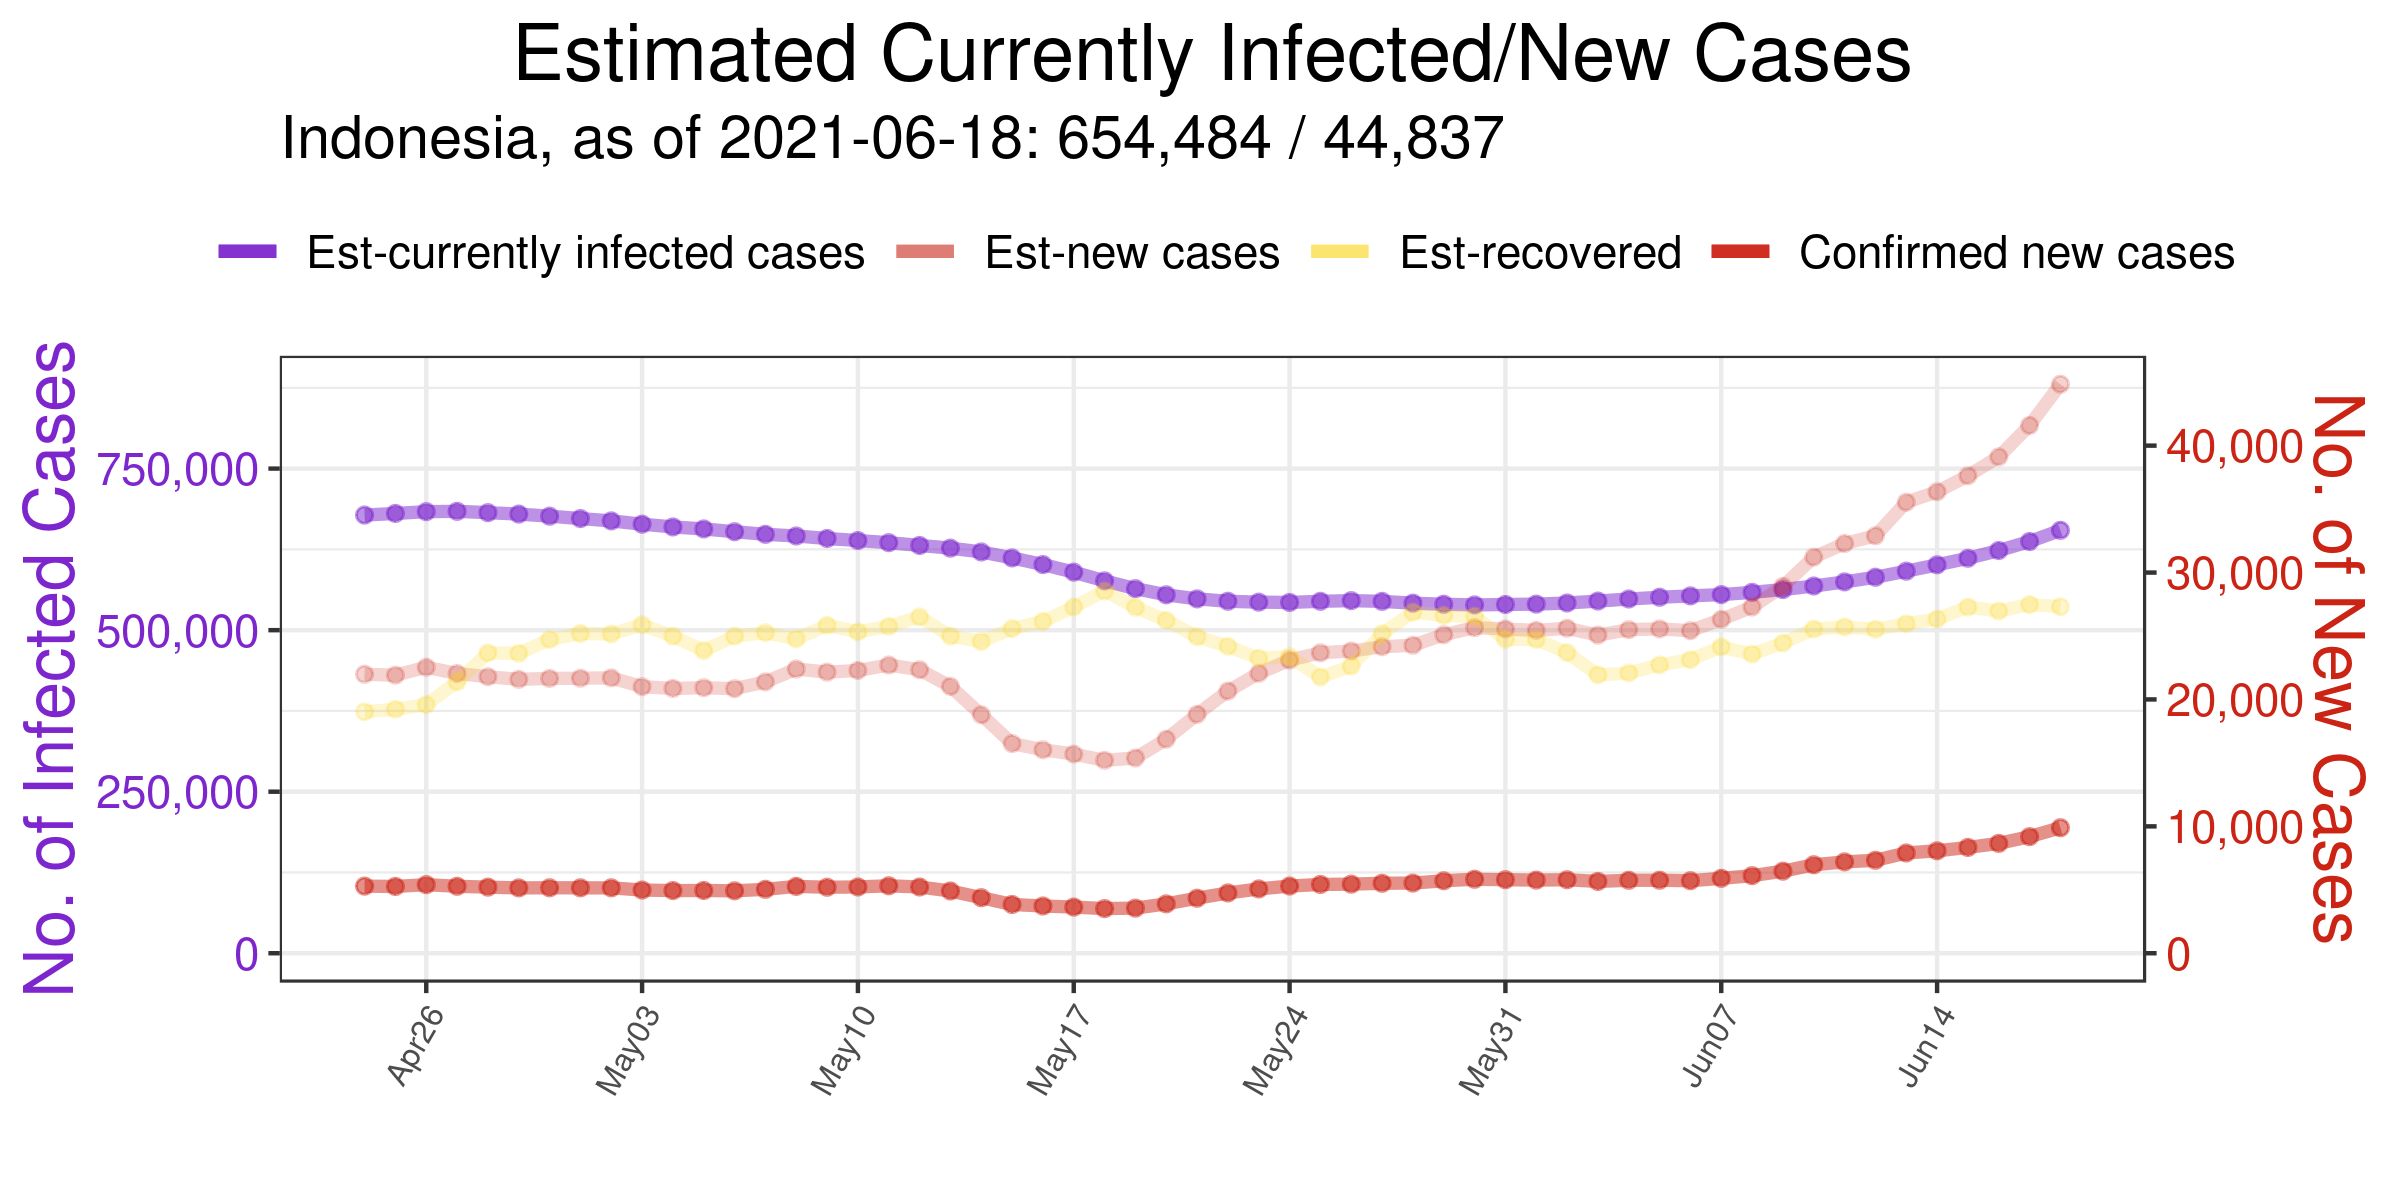 Estimated Currently Infected/New Cases
Indonesia, as of 2021-06-18: 654,484 / 44,837
Est-currently infected cases
Est-new cases
Est-recovered
Confirmed new cases
No. of Infected Cases
750,000
500,000
250,000
0
40,000
30,000
20,000
10,000
0
No. of New Cases
Apr26
May03
May10
May17
May24
May31
Jun07
Jun14